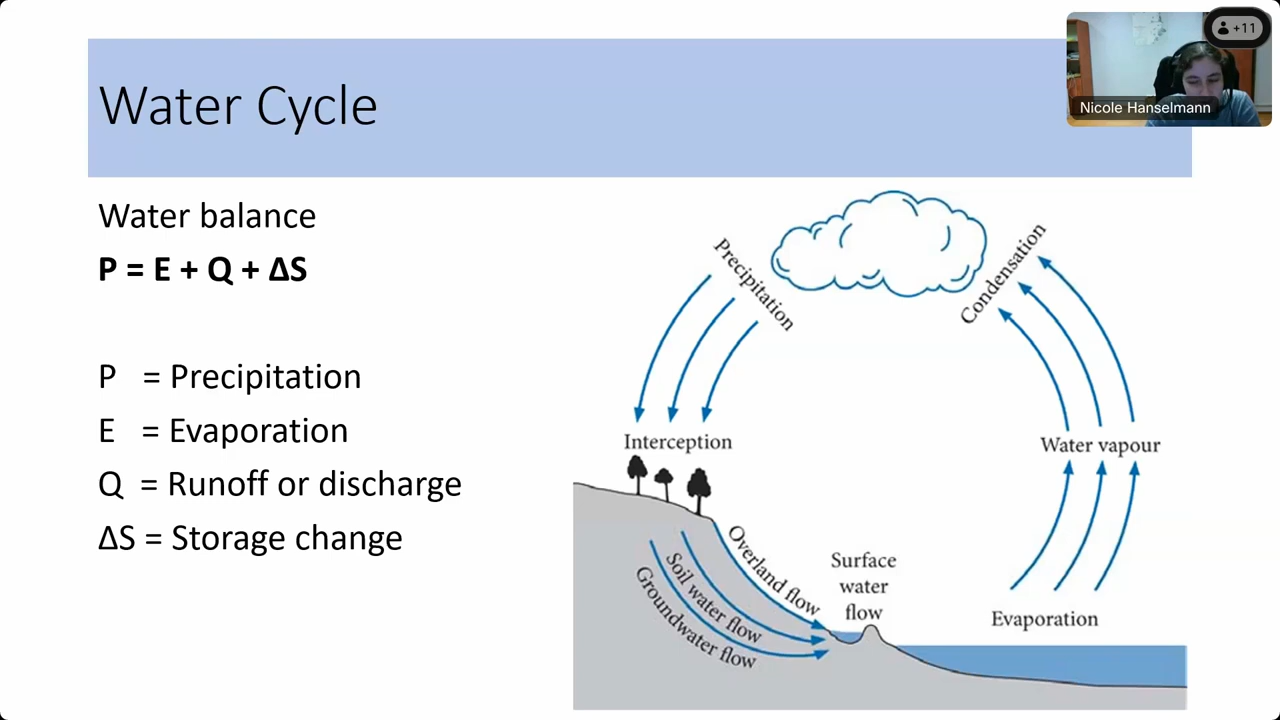 Water Cycle
+11
Nicole Hanselmann
Water balance
P = E + Q + ΔS
P = Precipitation
E = Evaporation
Q = Runoff or discharge
ΔS = Storage change
Precipitation
Condensation
Interception
Water vapour
Overland flow
Soil water flow
Groundwater flow
Surface
water
flow
Evaporation